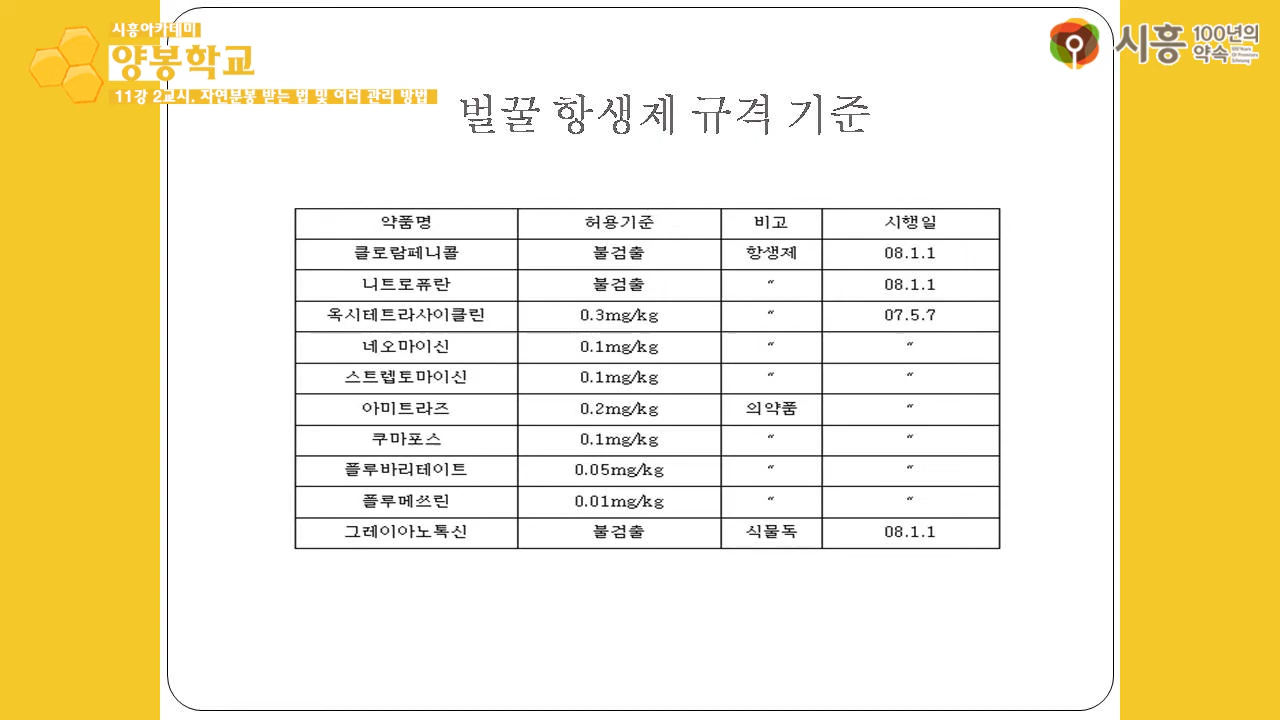 시흥아카테미
양봉학교
11강 2교시. 자연분봉 받는 법 및 여러 관리 방법
시흥 100년의 약속
벌꿀 항생제 규격 기준
약품명 허용기준 비고 시행일
클로람페니콜 불검출 항생제 08.1.1
니트로퓨란 불검출 〃 08.1.1
옥시테트라사이클린 0.3mg/kg 〃 07.5.7
네오마이신 0.1mg/kg 〃 〃
스트렙토마이신 0.1mg/kg 〃 〃
아미트라즈 0.2mg/kg 의약품 〃
쿠마포스 0.1mg/kg 〃 〃
플루바리테이트 0.05mg/kg 〃 〃
플루메쓰린 0.01mg/kg 〃 〃
그레이아노톡신 불검출 식물독 08.1.1